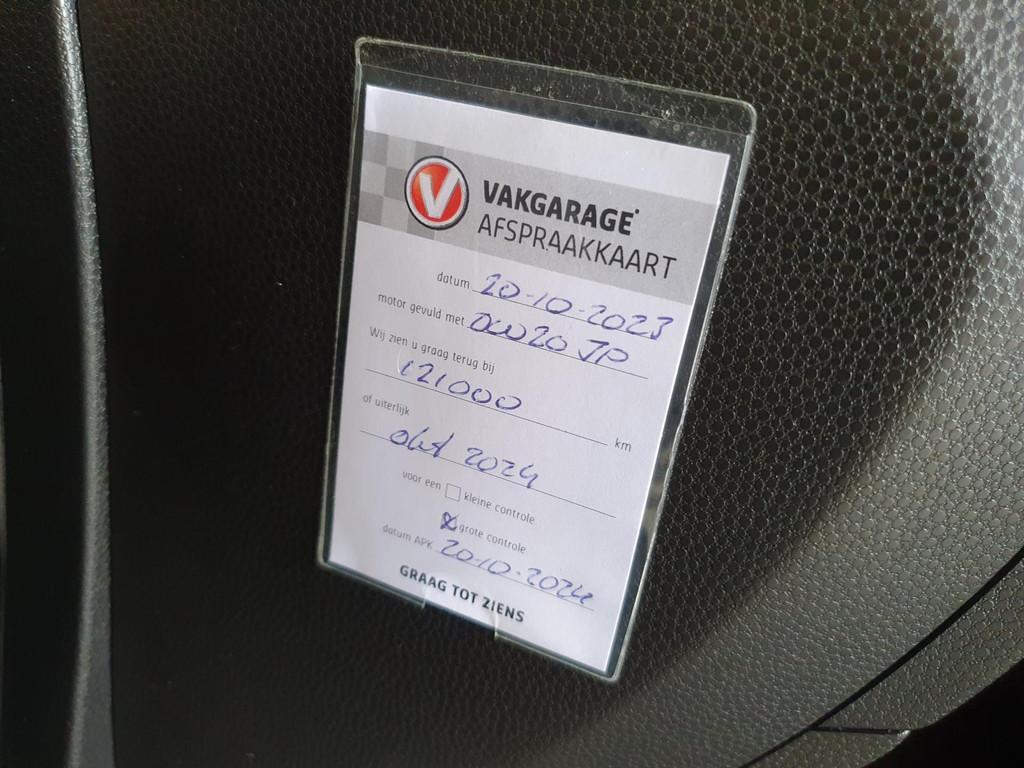 V
VAKGARAGE
AFSPRAAKKAART
datum 20-10-2023
motor gevuld met 0W20 JP
Wij zien u graag terug bij
121000 km
of uiterlijk
okt 2024
voor een kleine controle
x grote controle
datum APK 20-10-2024
GRAAG TOT ZIENS